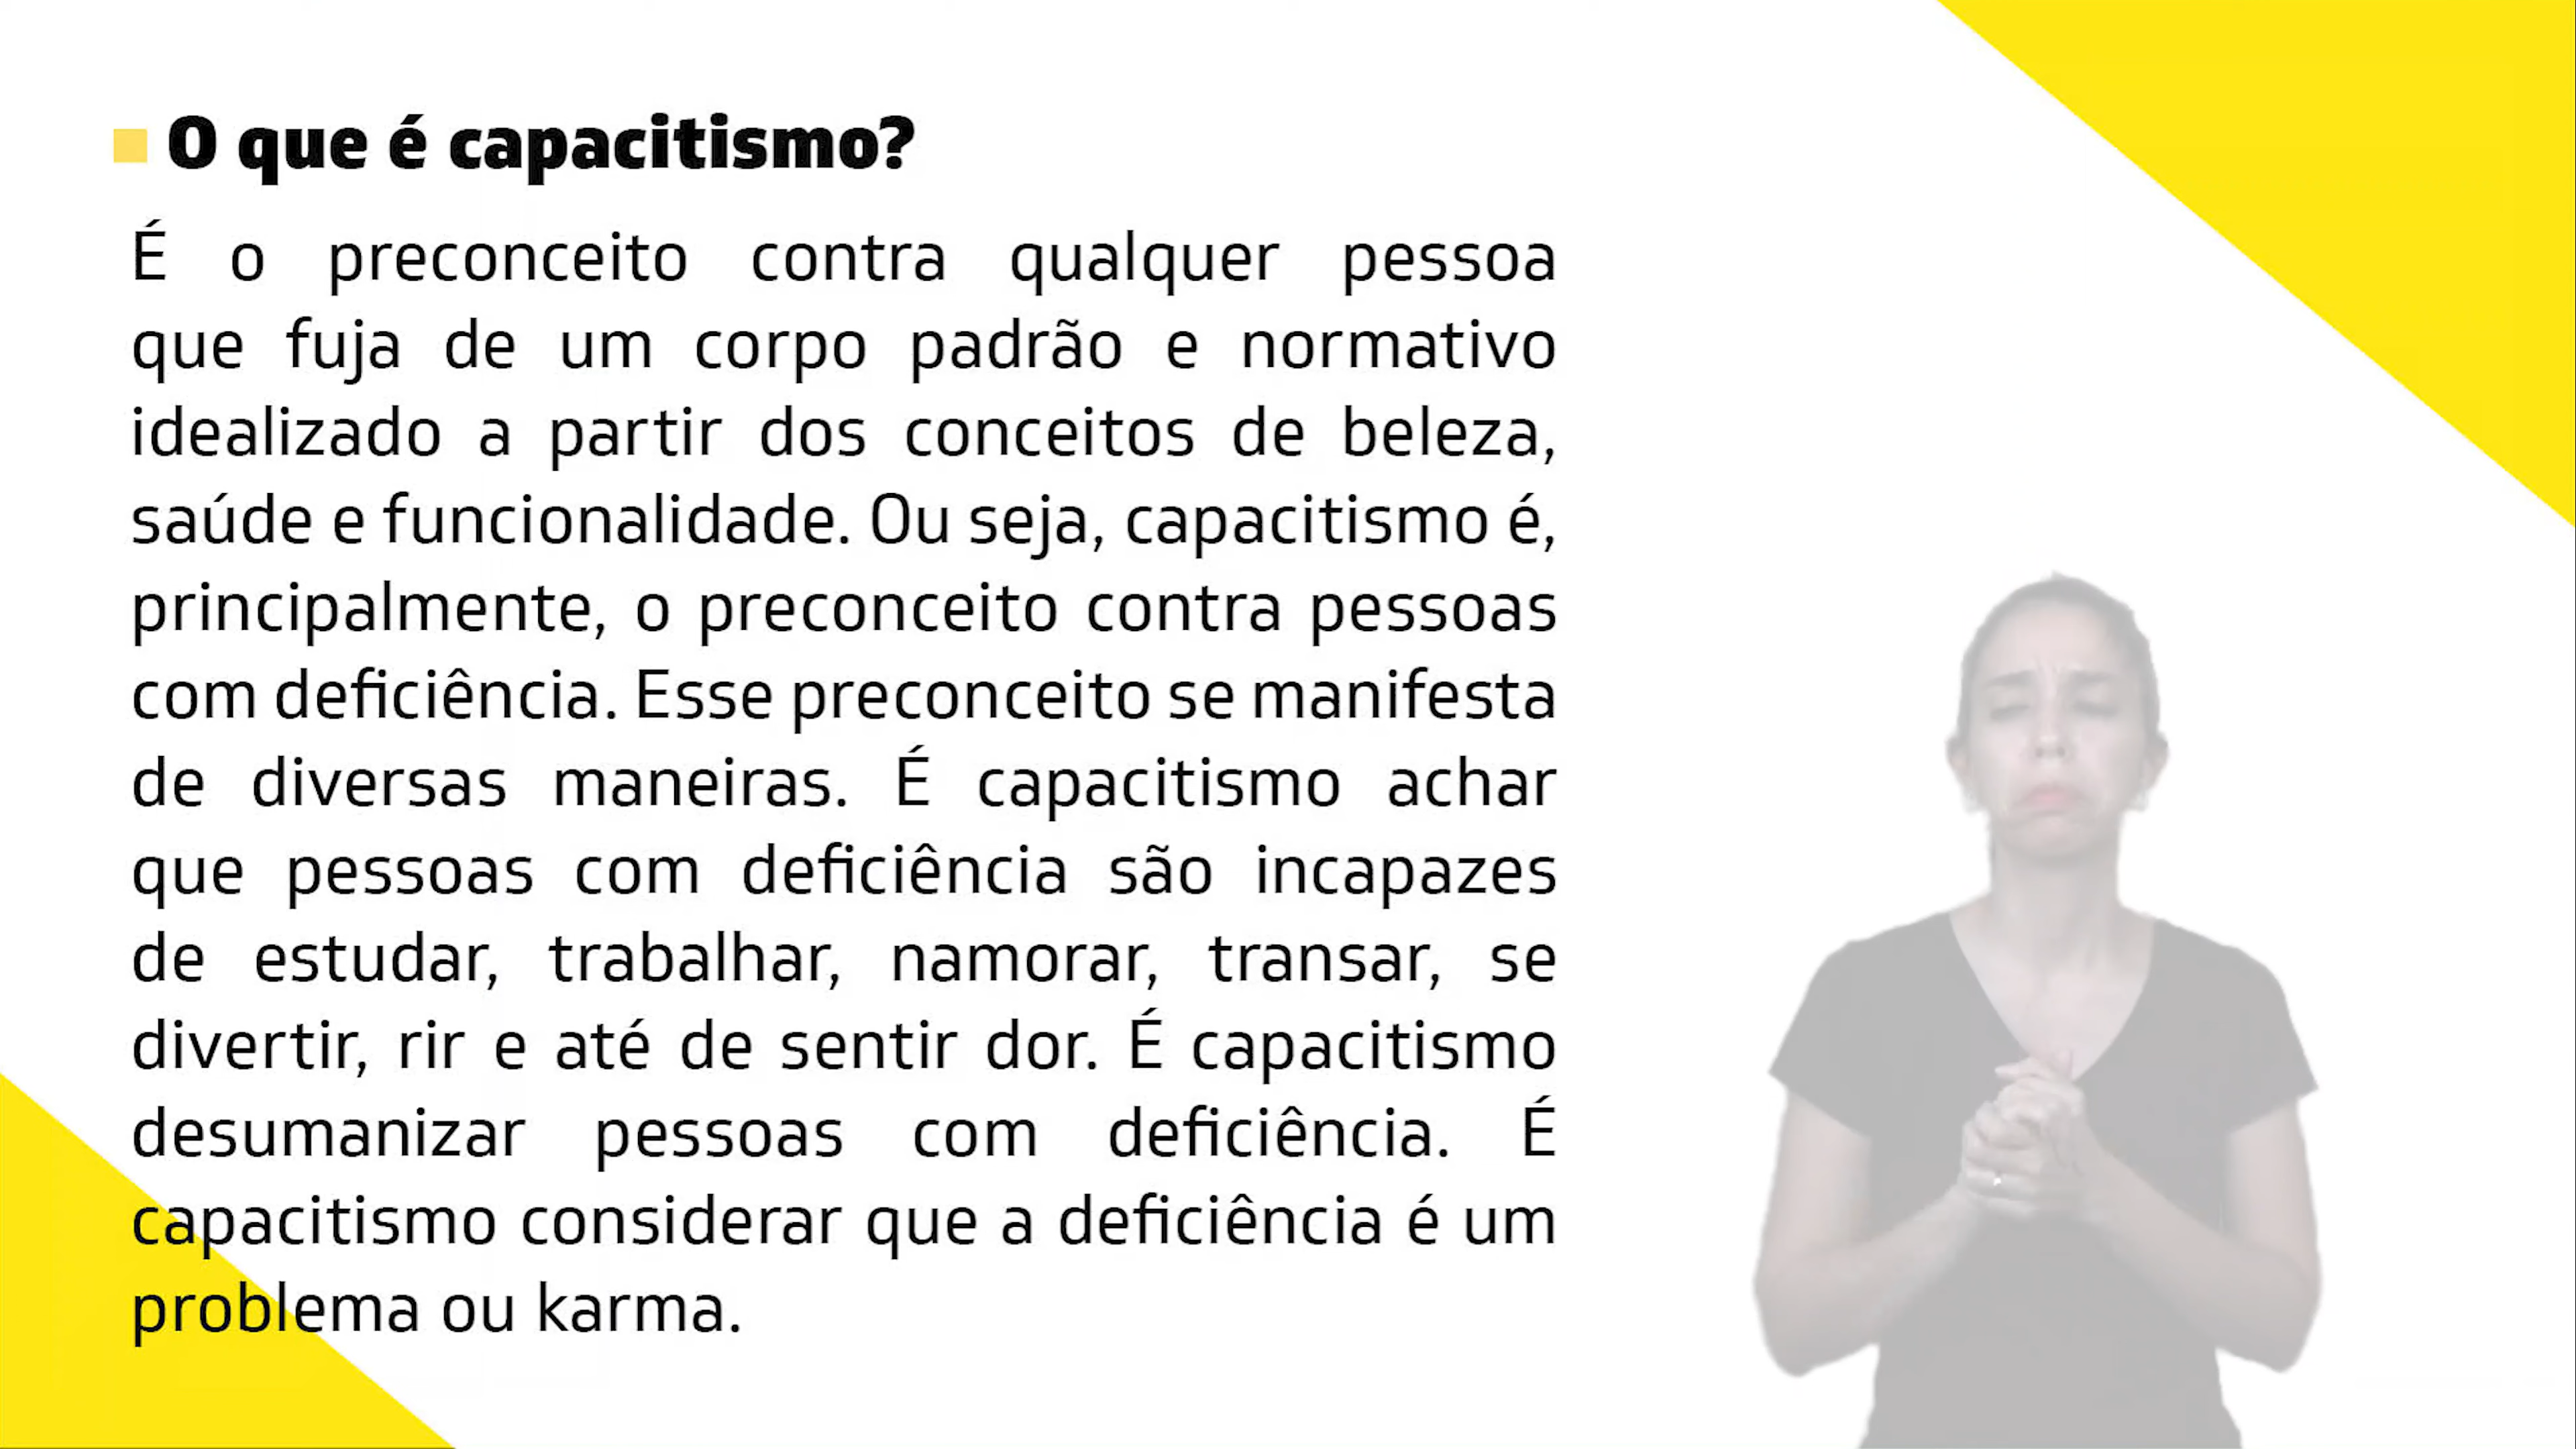 O que é capacitismo?
É o preconceito contra qualquer pessoa
que fuja de um corpo padrão e normativo
idealizado a partir dos conceitos de beleza,
saúde e funcionalidade. Ou seja, capacitismo é,
principalmente, o preconceito contra pessoas
com deficiência. Esse preconceito se manifesta
de diversas maneiras. É capacitismo achar
que pessoas com deficiência são incapazes
de estudar, trabalhar, namorar, transar, se
divertir, rir e até de sentir dor. É capacitismo
desumanizar pessoas com deficiência. É
capacitismo considerar que a deficiência é um
problema ou karma.